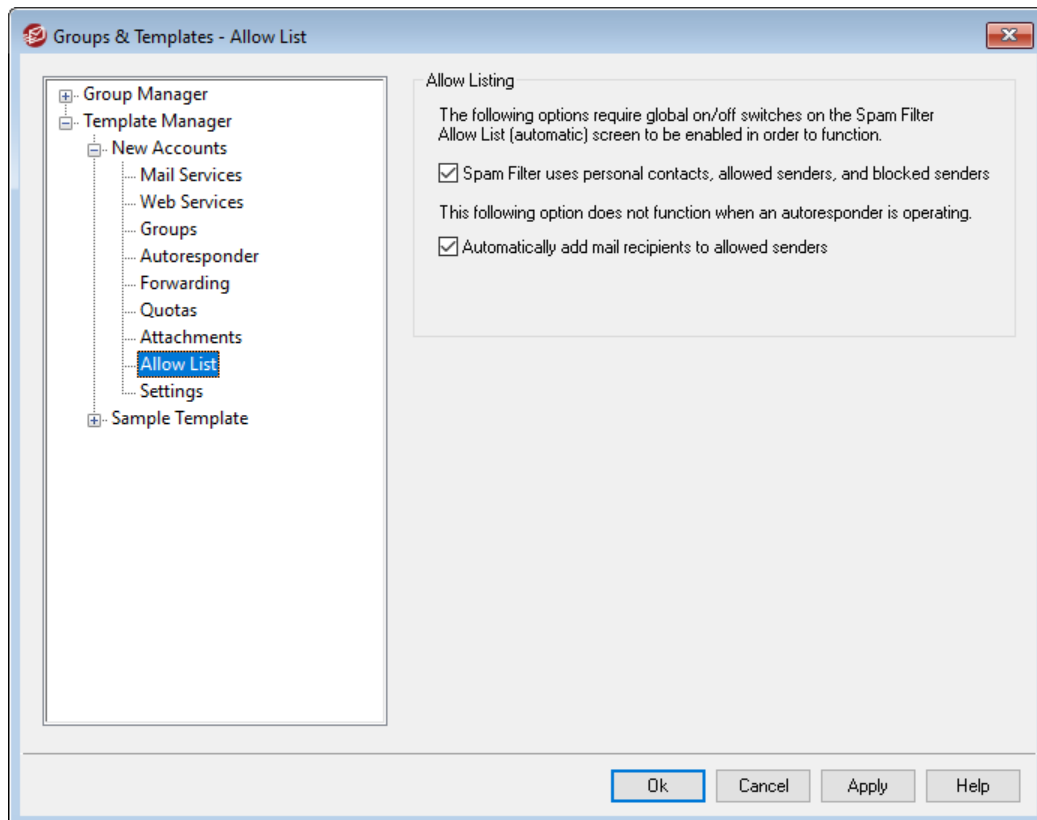 Groups & Templates - Allow List
Group Manager
Template Manager
New Accounts
Mail Services
Web Services
Groups
Autoresponder
Forwarding
Quotas
Attachments
Allow List
Settings
Sample Template
Allow Listing
The following options require global on/off switches on the Spam Filter
Allow List (automatic) screen to be enabled in order to function.
Spam Filter uses personal contacts, allowed senders, and blocked senders
This following option does not function when an autoresponder is operating.
Automatically add mail recipients to allowed senders
Ok
Cancel
Apply
Help